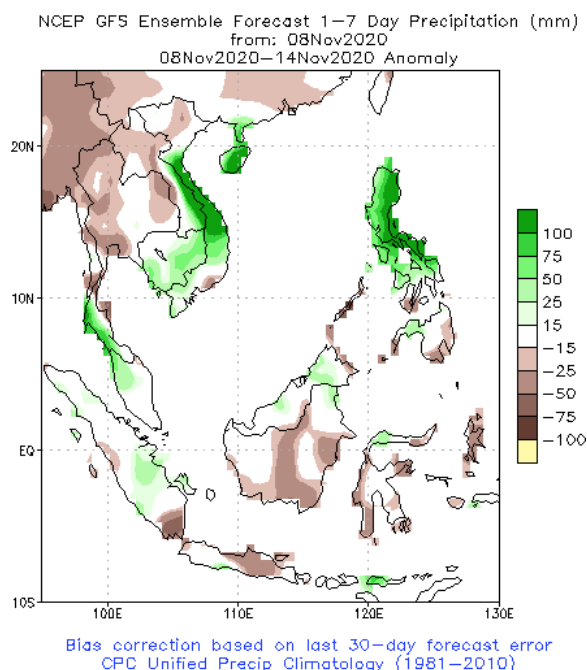 NCEP GFS Ensemble Forecast 1-7 Day Precipitation (mm)
from: 08Nov2020
08Nov2020-14Nov2020 Anomaly
20N
10N
EQ
10S
100E
110E
120E
130E
100
75
50
25
15
-15
-25
-50
-75
-100
Bias correction based on last 30-day forecast error
CPC Unified Precip Climatology (1981-2010)